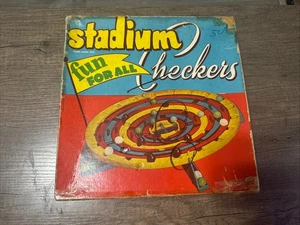 stadium
Checkers
fun
FOR ALL